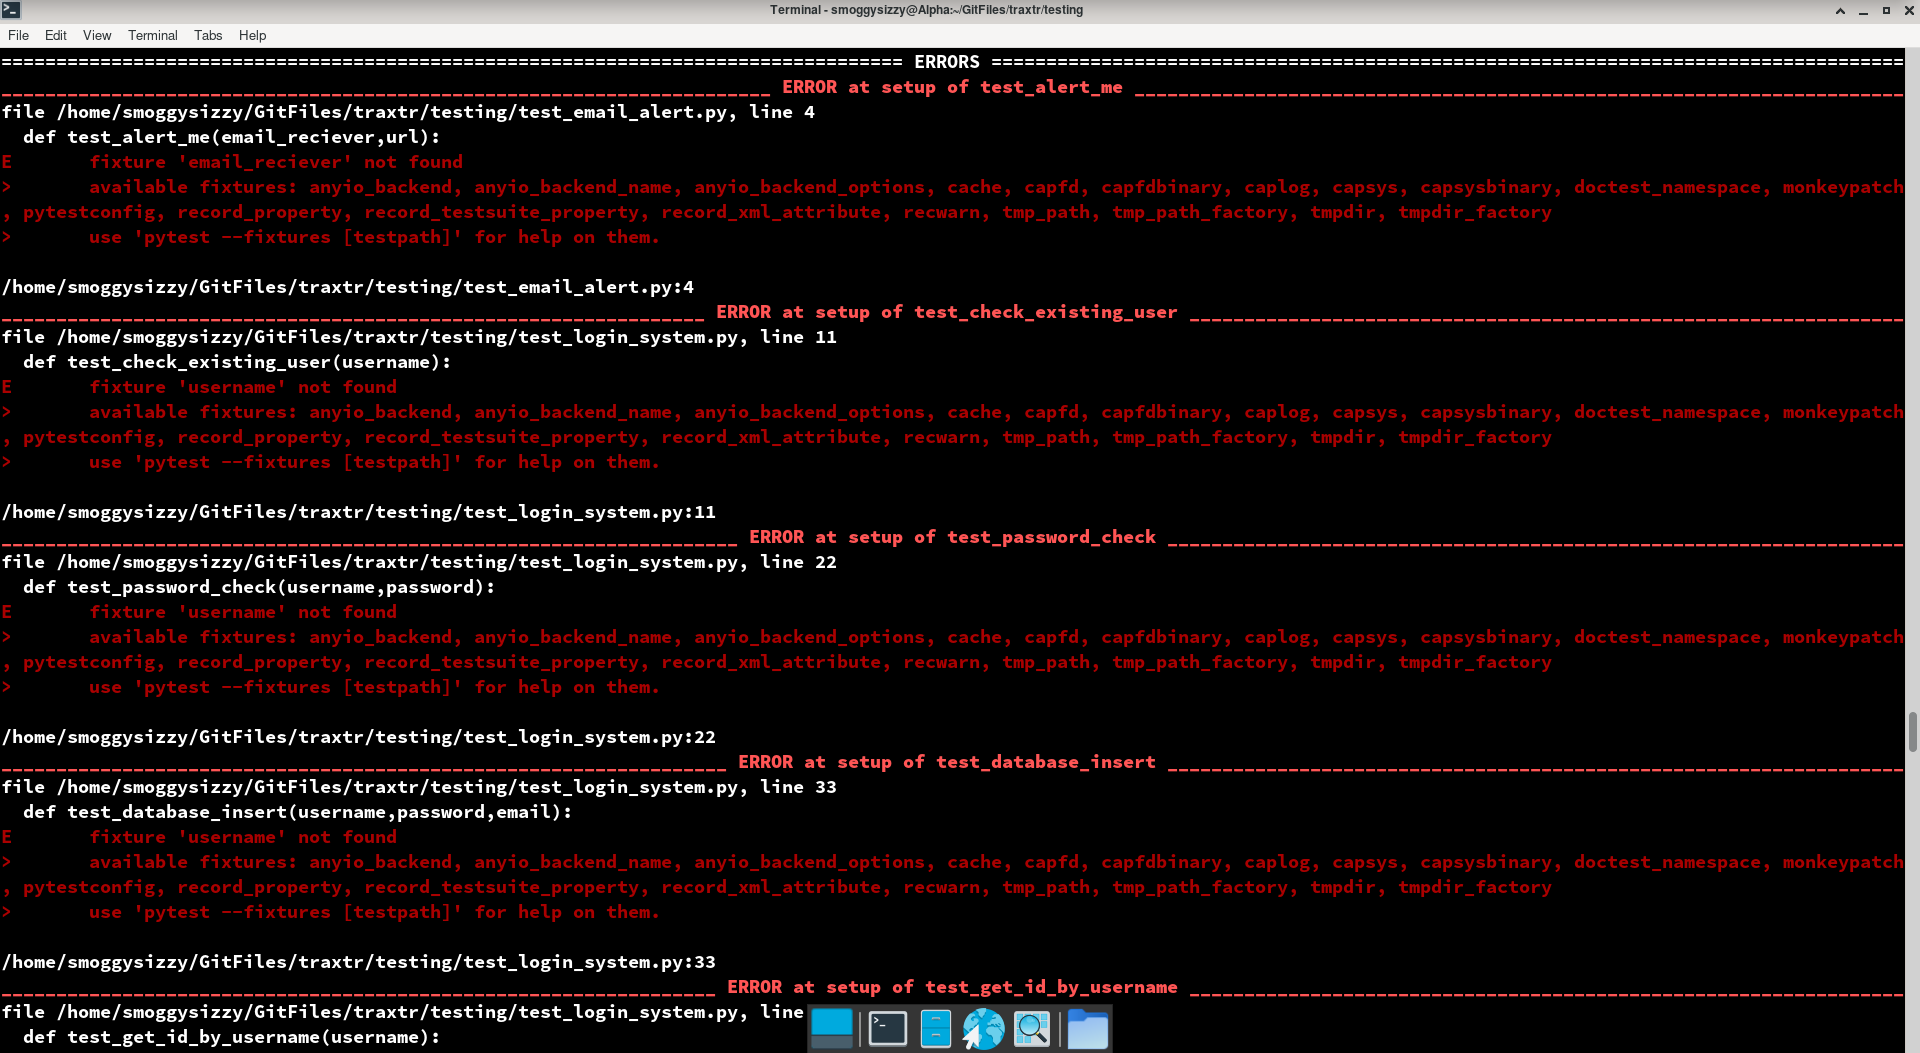 Terminal - smoggysizzy@Alpha:~/GitFiles/traxtr/testing
File Edit View Terminal Tabs Help
================================================================================== ERRORS ===================================================================================
______________________________________________________________________ ERROR at setup of test_alert_me ______________________________________________________________________
file /home/smoggysizzy/GitFiles/traxtr/testing/test_email_alert.py, line 4
  def test_alert_me(email_reciever,url):
E       fixture 'email_reciever' not found
>       available fixtures: anyio_backend, anyio_backend_name, anyio_backend_options, cache, capfd, capfdbinary, caplog, capsys, capsysbinary, doctest_namespace, monkeypatch
, pytestconfig, record_property, record_testsuite_property, record_xml_attribute, recwarn, tmp_path, tmp_path_factory, tmpdir, tmpdir_factory
>       use 'pytest --fixtures [testpath]' for help on them.
/home/smoggysizzy/GitFiles/traxtr/testing/test_email_alert.py:4
________________________________________________________________ ERROR at setup of test_check_existing_user _________________________________________________________________
file /home/smoggysizzy/GitFiles/traxtr/testing/test_login_system.py, line 11
  def test_check_existing_user(username):
E       fixture 'username' not found
>       available fixtures: anyio_backend, anyio_backend_name, anyio_backend_options, cache, capfd, capfdbinary, caplog, capsys, capsysbinary, doctest_namespace, monkeypatch
, pytestconfig, record_property, record_testsuite_property, record_xml_attribute, recwarn, tmp_path, tmp_path_factory, tmpdir, tmpdir_factory
>       use 'pytest --fixtures [testpath]' for help on them.
/home/smoggysizzy/GitFiles/traxtr/testing/test_login_system.py:11
___________________________________________________________________ ERROR at setup of test_password_check ___________________________________________________________________
file /home/smoggysizzy/GitFiles/traxtr/testing/test_login_system.py, line 22
  def test_password_check(username,password):
E       fixture 'username' not found
>       available fixtures: anyio_backend, anyio_backend_name, anyio_backend_options, cache, capfd, capfdbinary, caplog, capsys, capsysbinary, doctest_namespace, monkeypatch
, pytestconfig, record_property, record_testsuite_property, record_xml_attribute, recwarn, tmp_path, tmp_path_factory, tmpdir, tmpdir_factory
>       use 'pytest --fixtures [testpath]' for help on them.
/home/smoggysizzy/GitFiles/traxtr/testing/test_login_system.py:22
__________________________________________________________________ ERROR at setup of test_database_insert ___________________________________________________________________
file /home/smoggysizzy/GitFiles/traxtr/testing/test_login_system.py, line 33
  def test_database_insert(username,password,email):
E       fixture 'username' not found
>       available fixtures: anyio_backend, anyio_backend_name, anyio_backend_options, cache, capfd, capfdbinary, caplog, capsys, capsysbinary, doctest_namespace, monkeypatch
, pytestconfig, record_property, record_testsuite_property, record_xml_attribute, recwarn, tmp_path, tmp_path_factory, tmpdir, tmpdir_factory
>       use 'pytest --fixtures [testpath]' for help on them.
/home/smoggysizzy/GitFiles/traxtr/testing/test_login_system.py:33
_________________________________________________________________ ERROR at setup of test_get_id_by_username _________________________________________________________________
file /home/smoggysizzy/GitFiles/traxtr/testing/test_login_system.py, line
  def test_get_id_by_username(username):